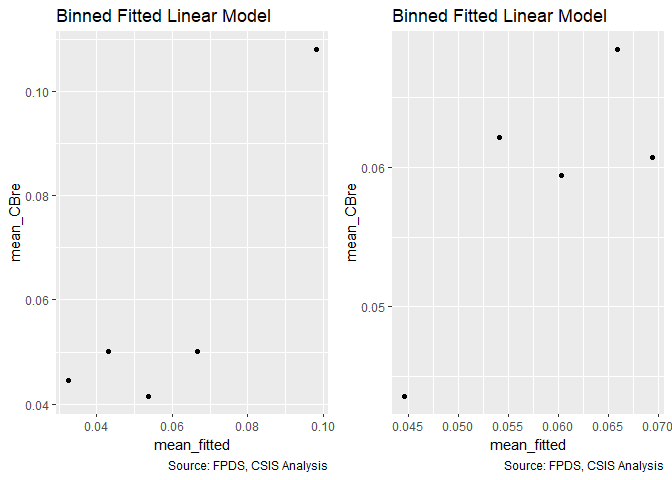 Binned Fitted Linear Model
mean_CBre
0.10
0.08
0.06
0.04
0.04 0.06 0.08 0.10
mean_fitted
Source: FPDS, CSIS Analysis
Binned Fitted Linear Model
mean_CBre
0.06
0.05
0.045 0.050 0.055 0.060 0.065 0.070
mean_fitted
Source: FPDS, CSIS Analysis